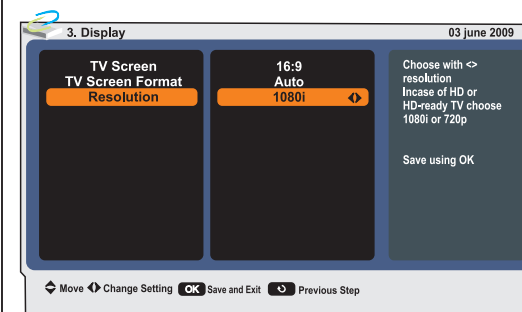 3. Display
03 june 2009
TV Screen 16:9
TV Screen Format Auto
Resolution 1080i
Choose with <>
resolution
Incase of HD or
HD-ready TV choose
1080i or 720p
Save using OK
Move Change Setting OK Save and Exit Previous Step